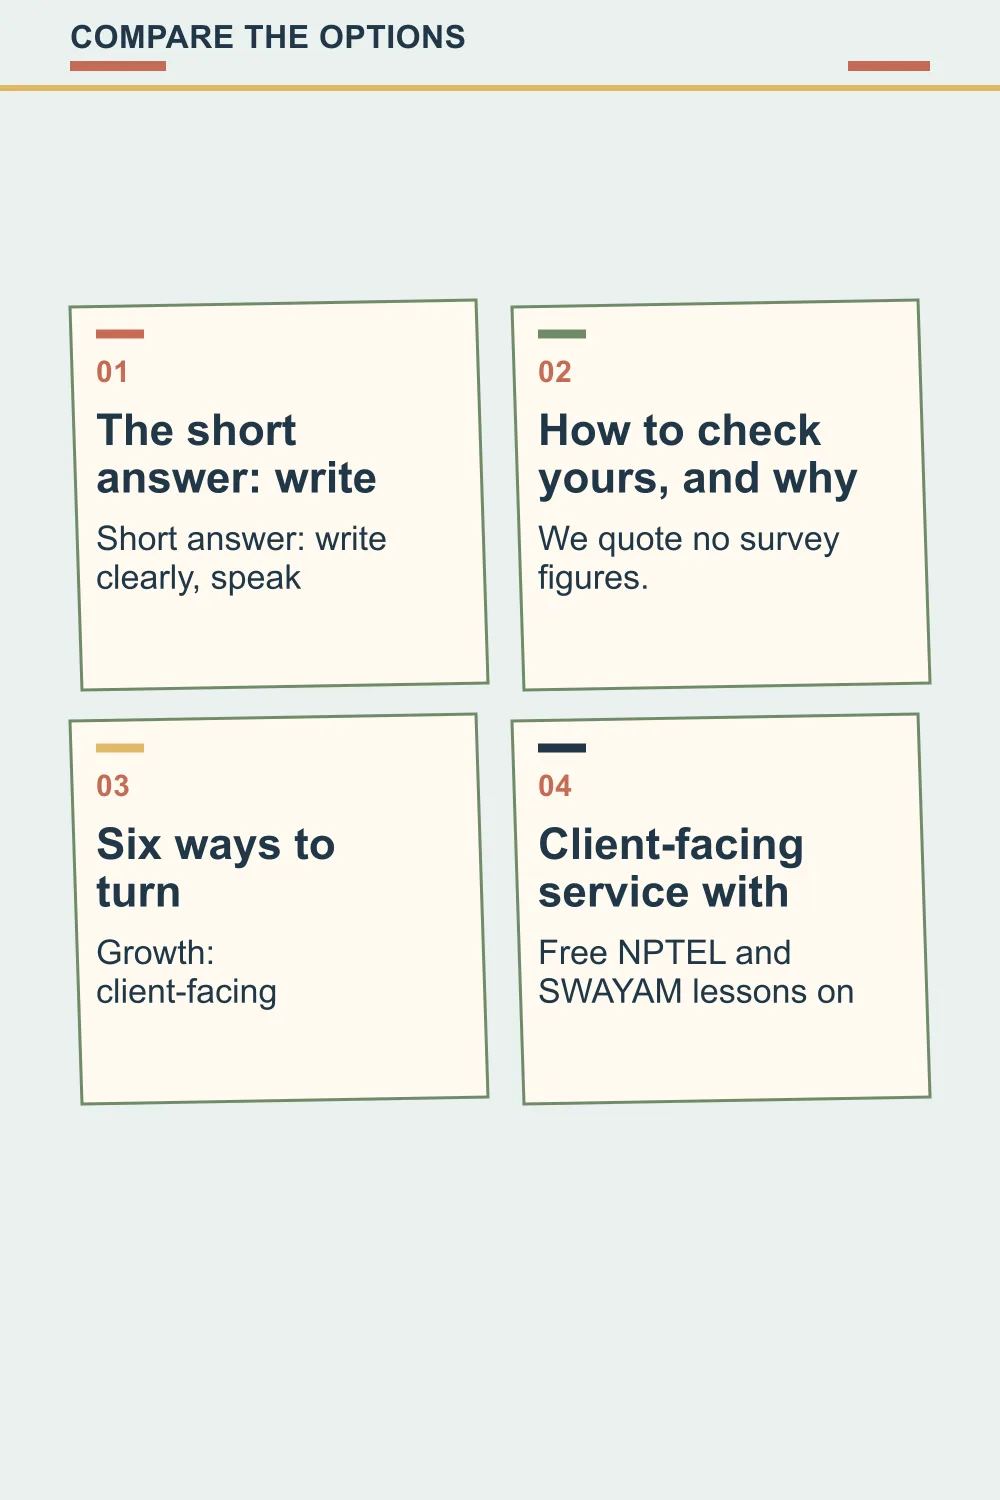 COMPARE THE OPTIONS
01
The short
answer: write
Short answer: write
clearly, speak
02
How to check
yours, and why
We quote no survey
figures.
03
Six ways to
turn
Growth:
client-facing
04
Client-facing
service with
Free NPTEL and
SWAYAM lessons on